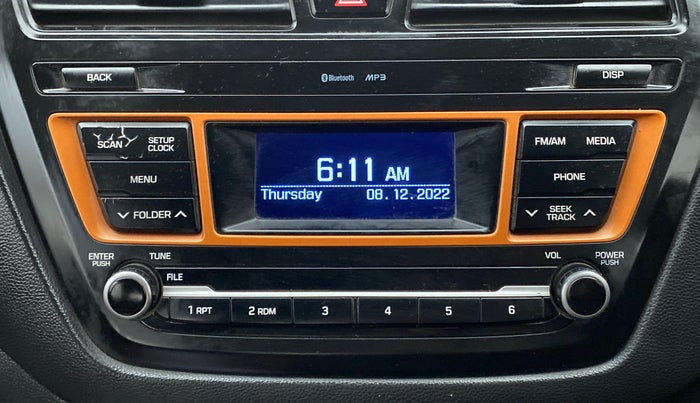 BACK
Bluetooth MP3
DISP
SCAN
SETUP
CLOCK
6:11 AM
Thursday 08.12.2022
FM/AM MEDIA
MENU
PHONE
FOLDER
SEEK
TRACK
ENTER
PUSH
TUNE
FILE
VOL
POWER
PUSH
1 RPT 2 RDM 3 4 5 6